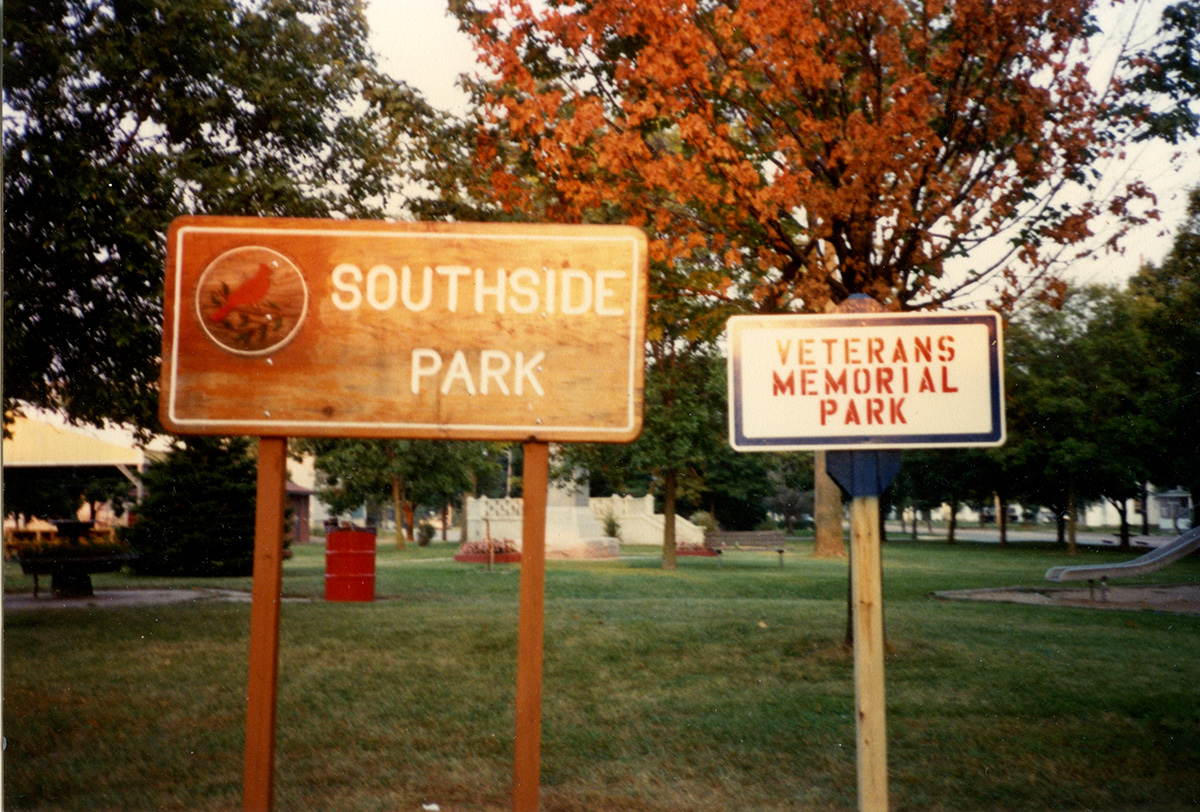 SOUTHSIDE
PARK
VETERANS
MEMORIAL
PARK